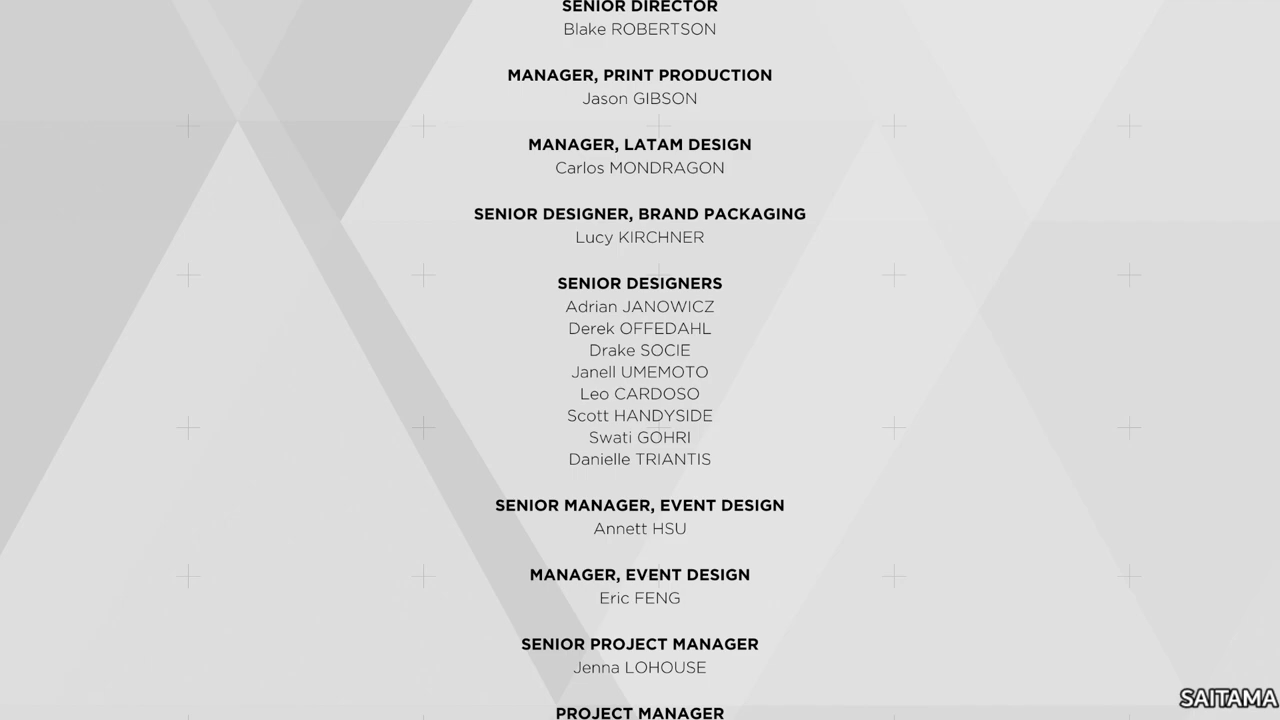 SENIOR DIRECTOR
Blake ROBERTSON
MANAGER, PRINT PRODUCTION
Jason GIBSON
MANAGER, LATAM DESIGN
Carlos MONDRAGON
SENIOR DESIGNER, BRAND PACKAGING
Lucy KIRCHNER
SENIOR DESIGNERS
Adrian JANOWICZ
Derek OFFEDAHL
Drake SOCIE
Janell UMEMOTO
Leo CARDOSO
Scott HANDYSIDE
Swati GOHRI
Danielle TRIANTIS
SENIOR MANAGER, EVENT DESIGN
Annett HSU
MANAGER, EVENT DESIGN
Eric FENG
SENIOR PROJECT MANAGER
Jenna LOHOUSE
PROJECT MANAGER
SAITAMA